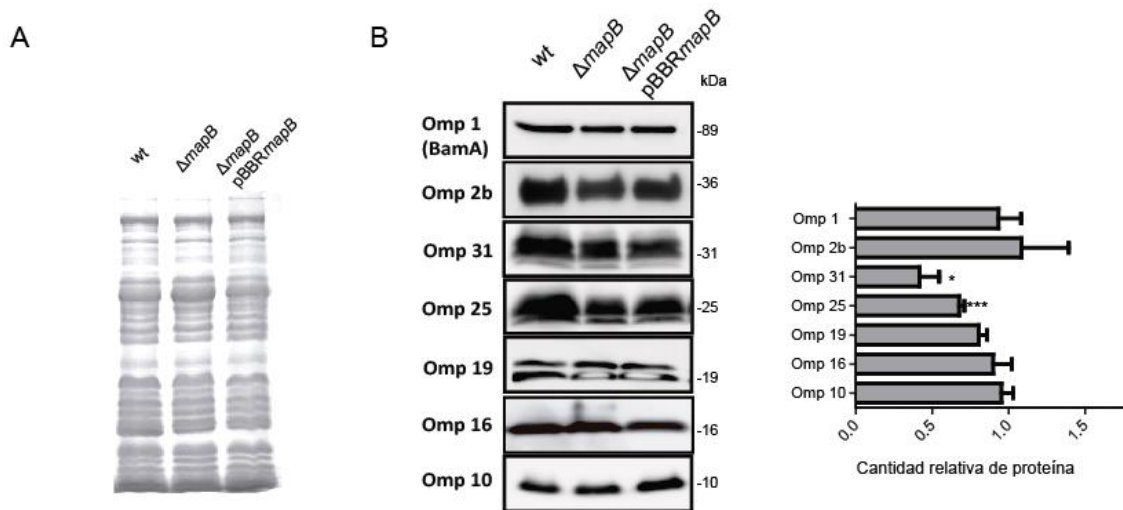 A
wt
ΔmapB
ΔmapB
pBBRmapB
B
wt
ΔmapB
ΔmapB
pBBRmapB
kDa
Omp 1
(BamA)
-89
Omp 2b
-36
Omp 31
-31
Omp 25
-25
Omp 19
-19
Omp 16
-16
Omp 10
-10
Omp 1
Omp 2b
Omp 31
*
Omp 25
***
Omp 19
Omp 16
Omp 10
0.0
0.5
1.0
1.5
Cantidad relativa de proteína